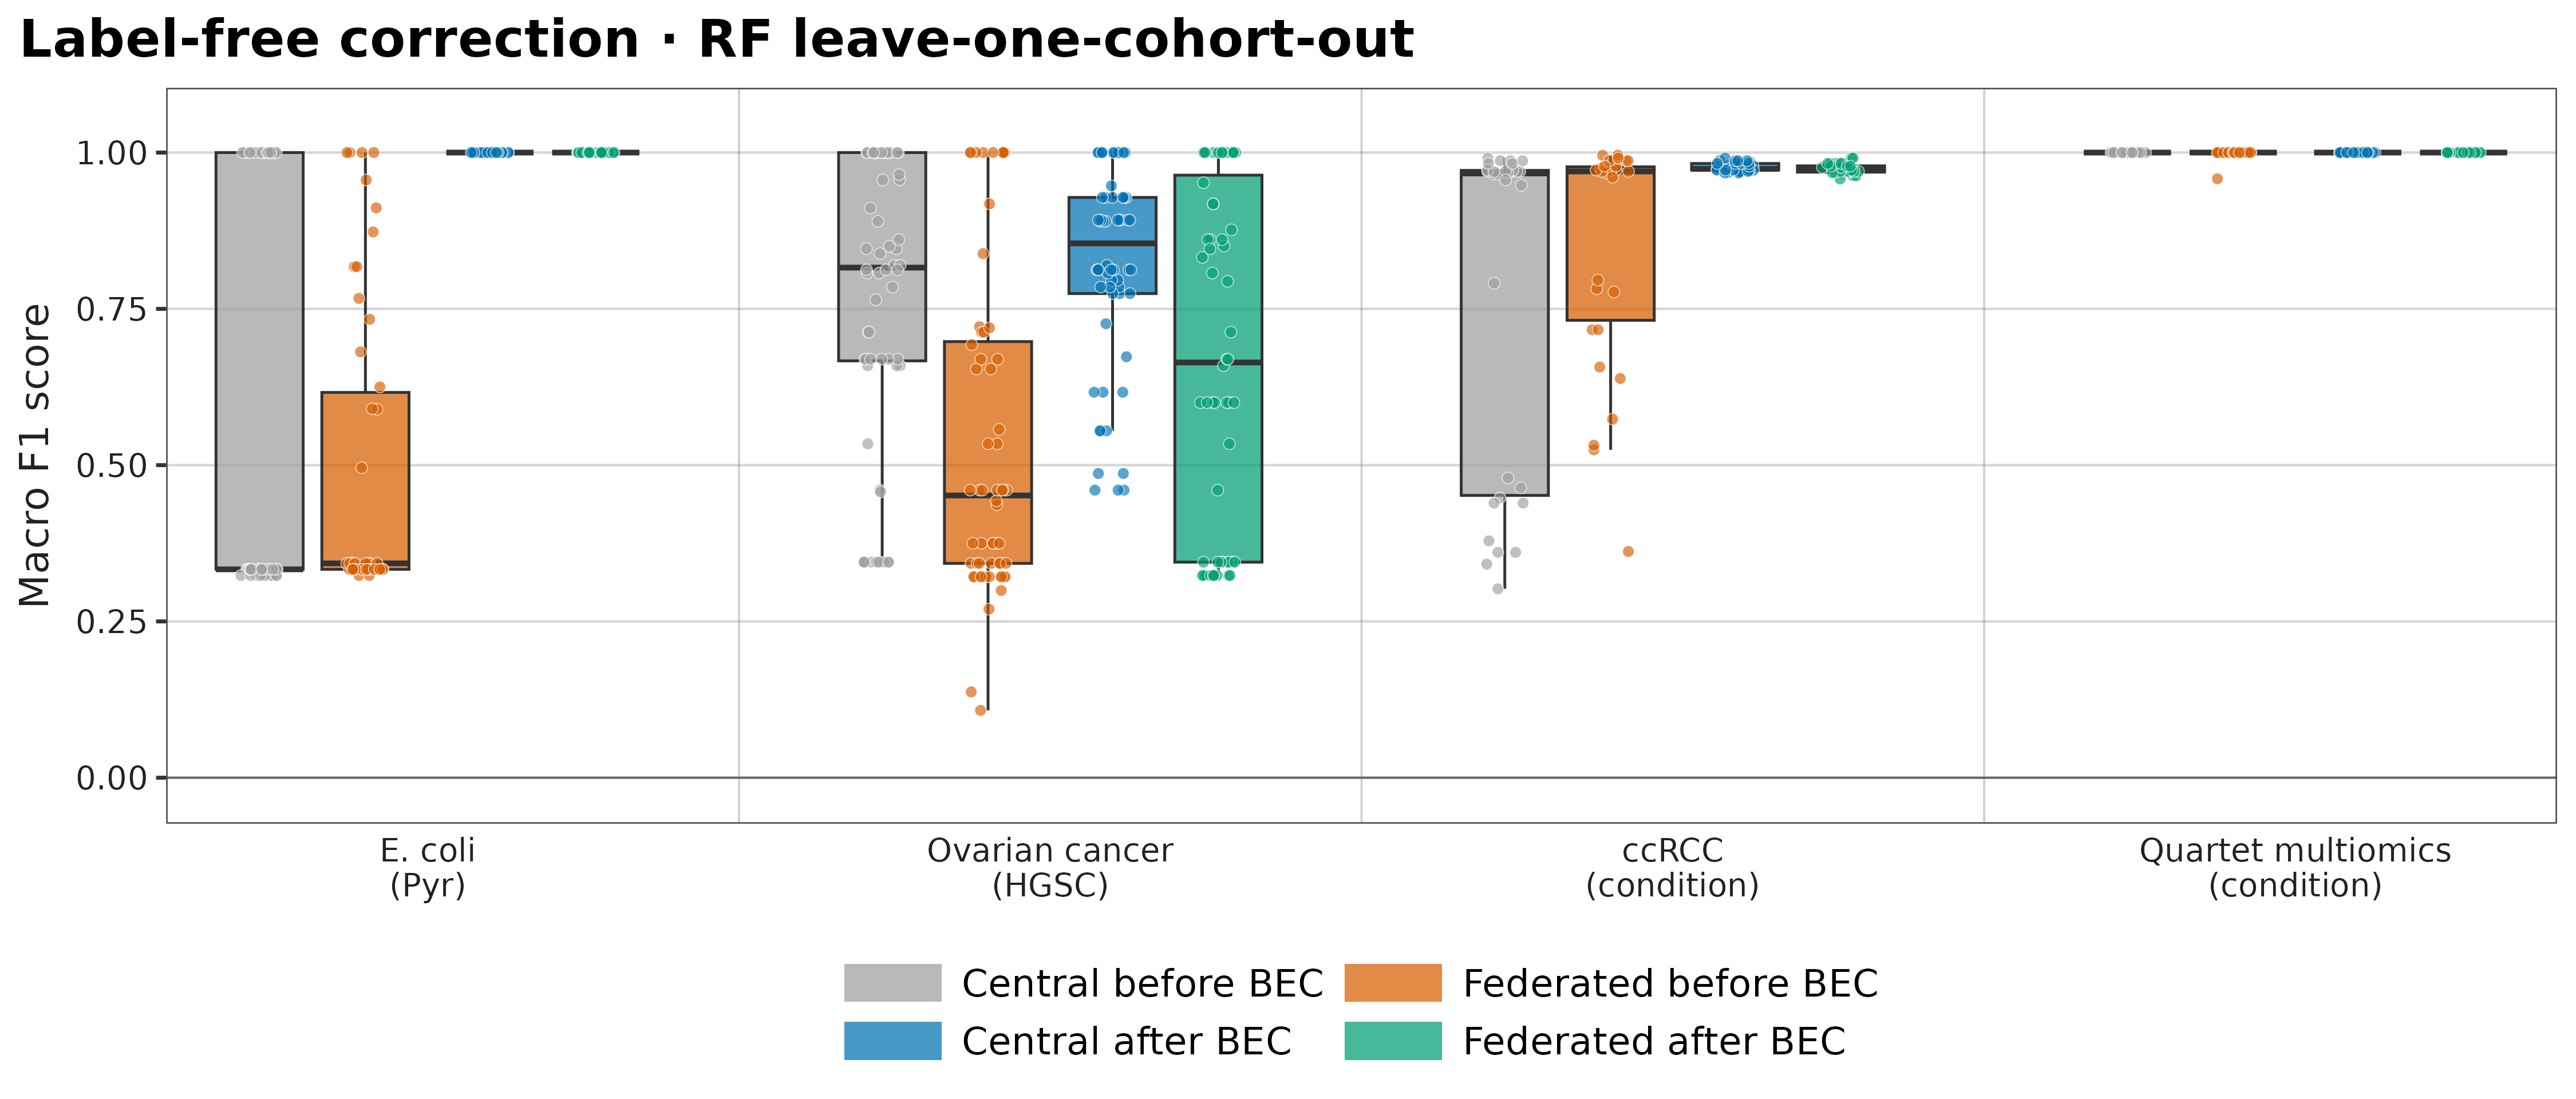 Label-free correction · RF leave-one-cohort-out
Macro F1 score
1.00
0.75
0.50
0.25
0.00
E. coli
(Pyr)
Ovarian cancer
(HGSC)
ccRCC
(condition)
Quartet multiomics
(condition)
Central before BEC
Federated before BEC
Central after BEC
Federated after BEC